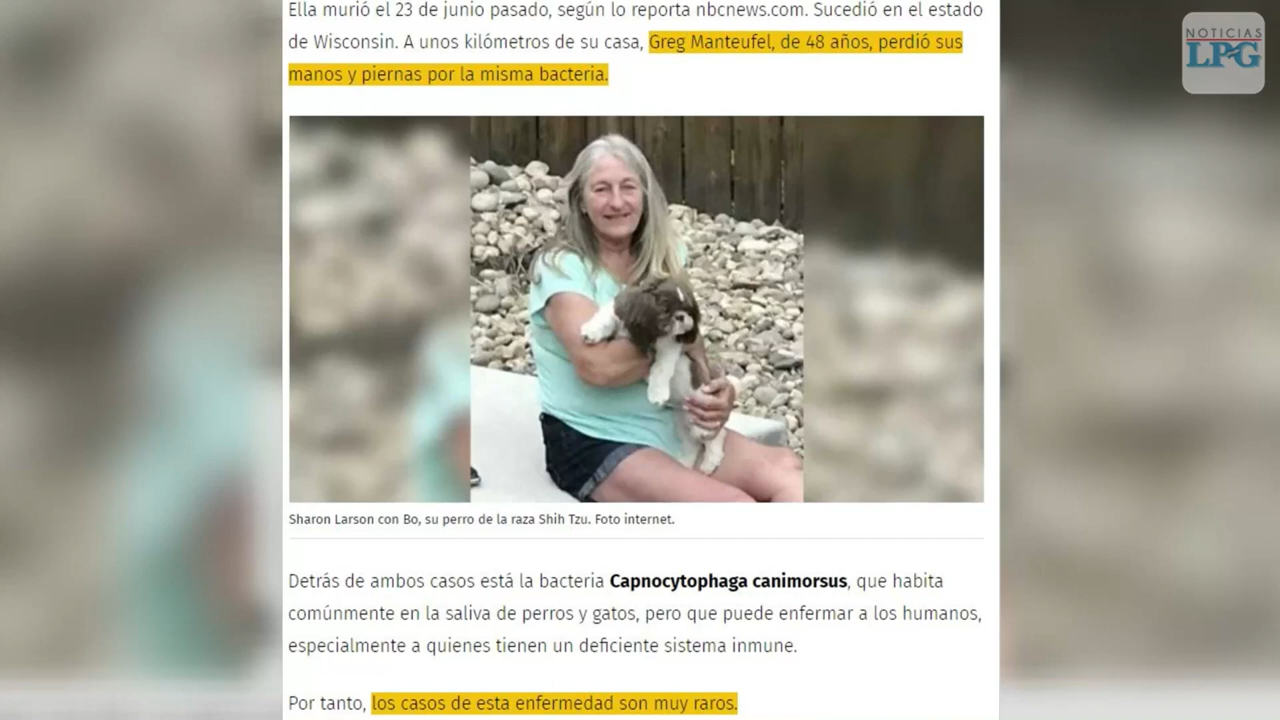 Ella murió el 23 de junio pasado, según lo reporta nbcnews.com. Sucedió en el estado
de Wisconsin. A unos kilómetros de su casa, Greg Manteufel, de 48 años, perdió sus
manos y piernas por la misma bacteria.
NOTICIAS
LPG
Sharon Larson con Bo, su perro de la raza Shih Tzu. Foto internet.
Detrás de ambos casos está la bacteria Capnocytophaga canimorsus, que habita
comúnmente en la saliva de perros y gatos, pero que puede enfermar a los humanos,
especialmente a quienes tienen un deficiente sistema inmune.
Por tanto, los casos de esta enfermedad son muy raros.